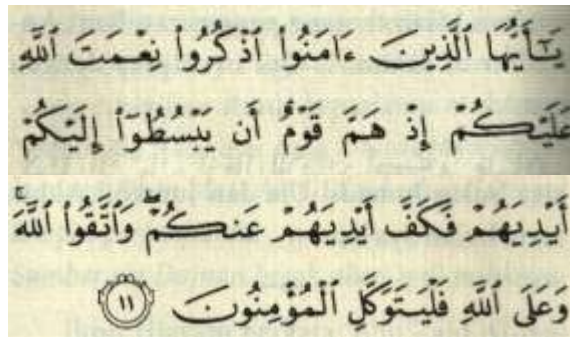 يَـٰٓأَيُّهَا ٱلَّذِينَ ءَامَنُوا۟ ٱذْكُرُوا۟ نِعْمَتَ ٱللَّهِ
عَلَيْكُمْ إِذْ هَمَّ قَوْمٌ أَن يَبْسُطُوٓا۟ إِلَيْكُمْ
أَيْدِيَهُمْ فَكَفَّ أَيْدِيَهُمْ عَنكُمْ ۖ وَٱتَّقُوا۟ ٱللَّهَ ۚ
وَعَلَى ٱللَّهِ فَلْيَتَوَكَّلِ ٱلْمُؤْمِنُونَ ١١